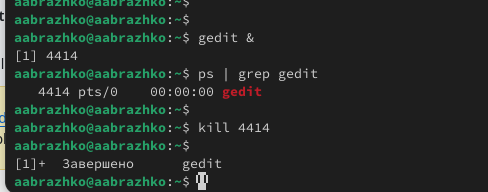 aabrazhko@aabrazhko:~$
aabrazhko@aabrazhko:~$
aabrazhko@aabrazhko:~$ gedit &
[1] 4414
aabrazhko@aabrazhko:~$ ps | grep gedit
4414 pts/0    00:00:00 gedit
aabrazhko@aabrazhko:~$
aabrazhko@aabrazhko:~$ kill 4414
aabrazhko@aabrazhko:~$
[1]+  Завершено      gedit
aabrazhko@aabrazhko:~$